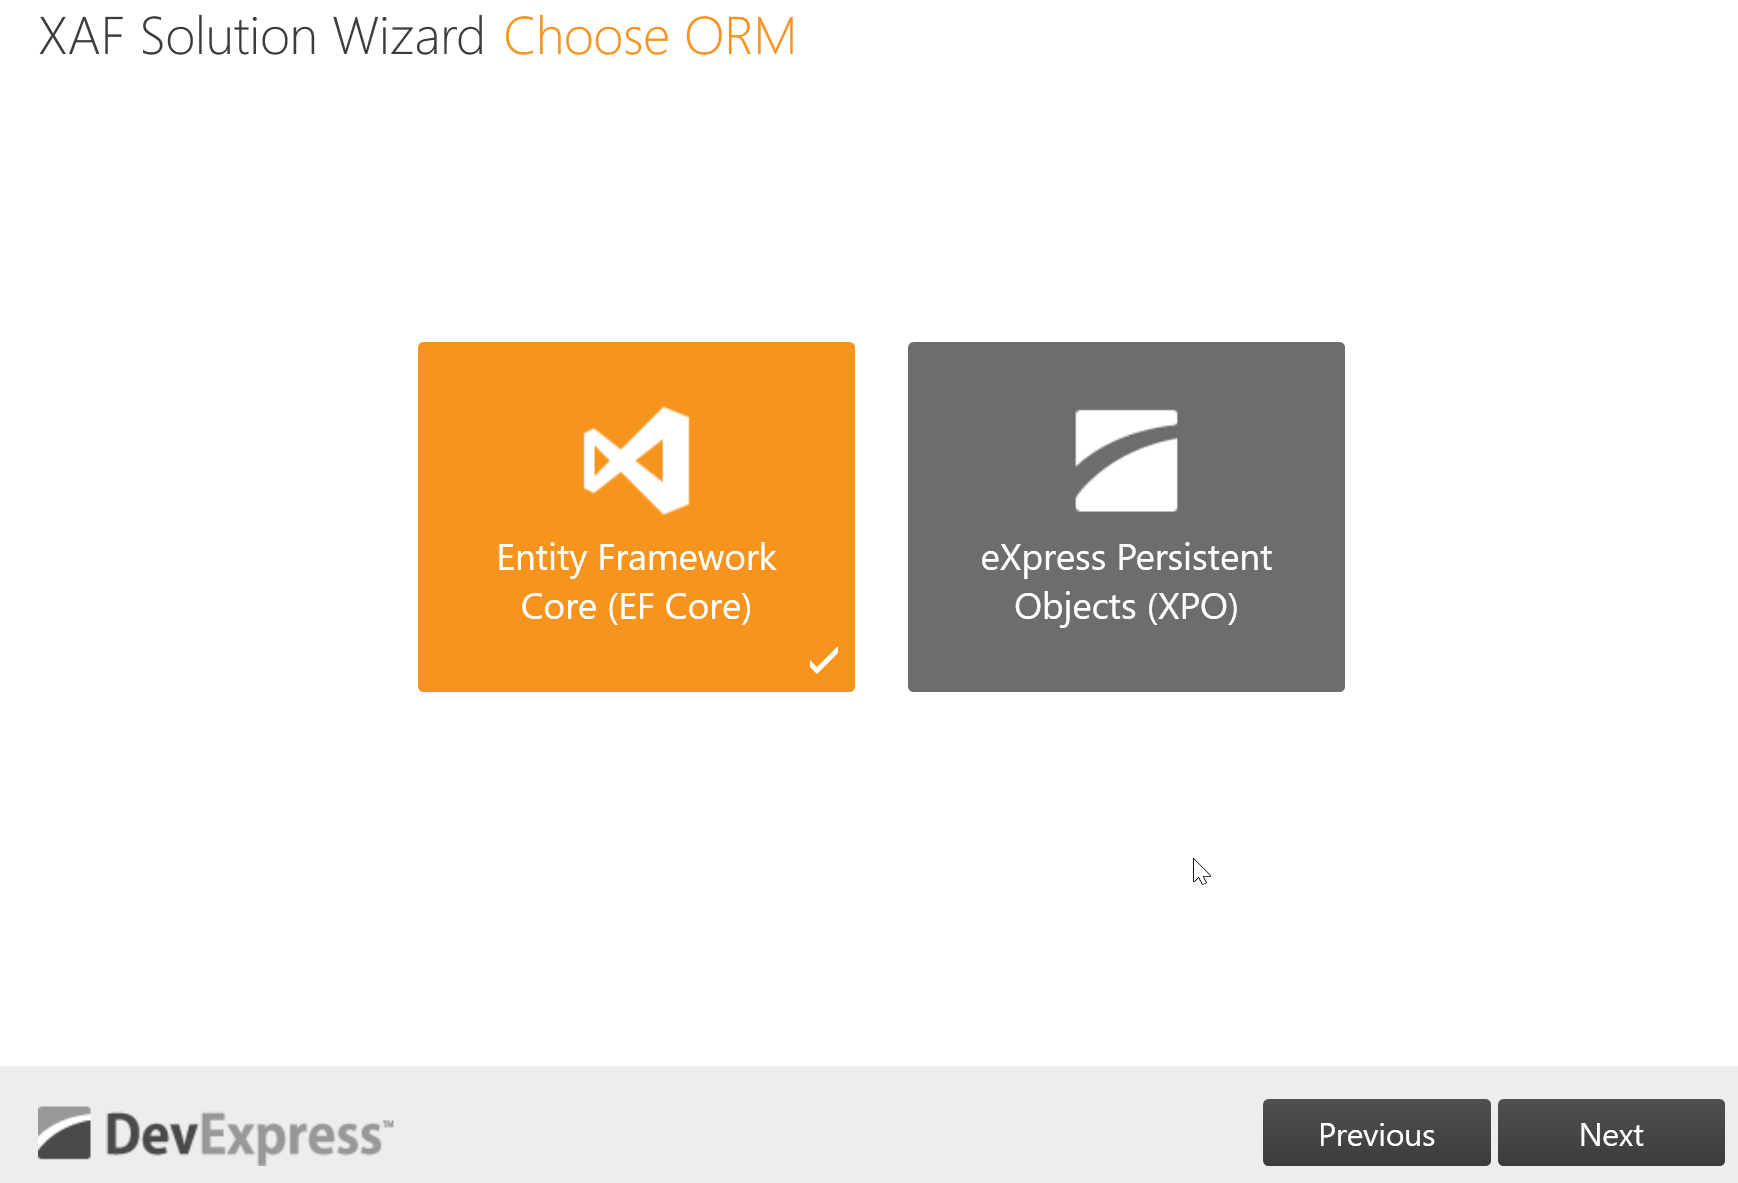 XAF Solution Wizard Choose ORM
Entity Framework
Core (EF Core)
eXpress Persistent
Objects (XPO)
DevExpress™
Previous
Next